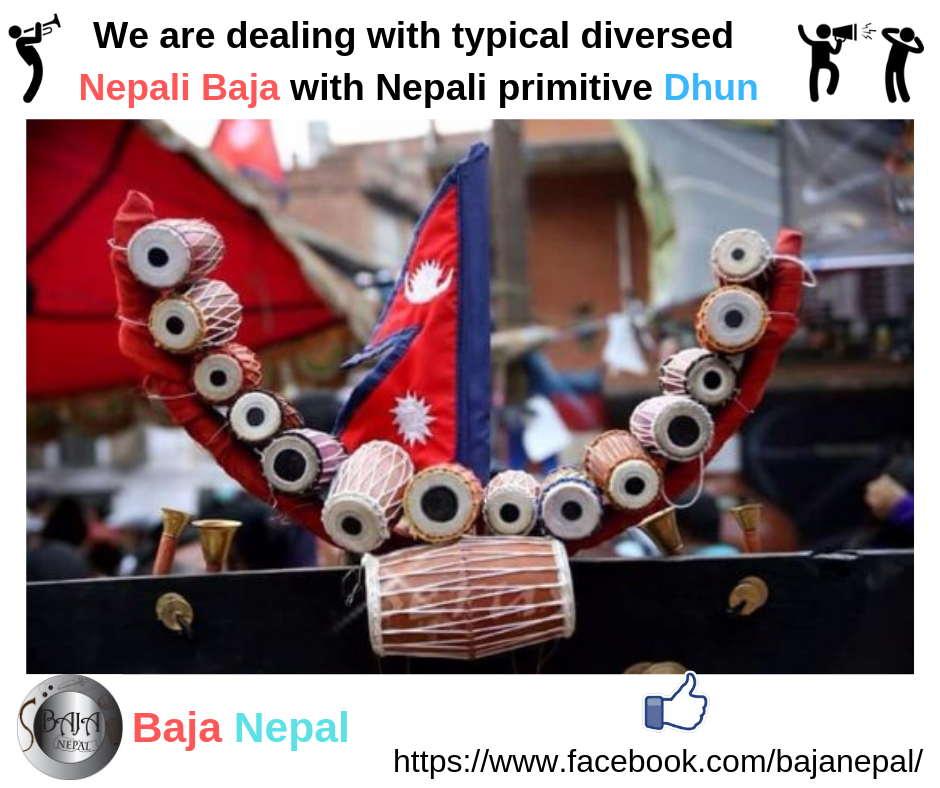 We are dealing with typical diversed
Nepali Baja with Nepali primitive Dhun
BAJA
NEPAL
Baja Nepal
https://www.facebook.com/bajanepal/